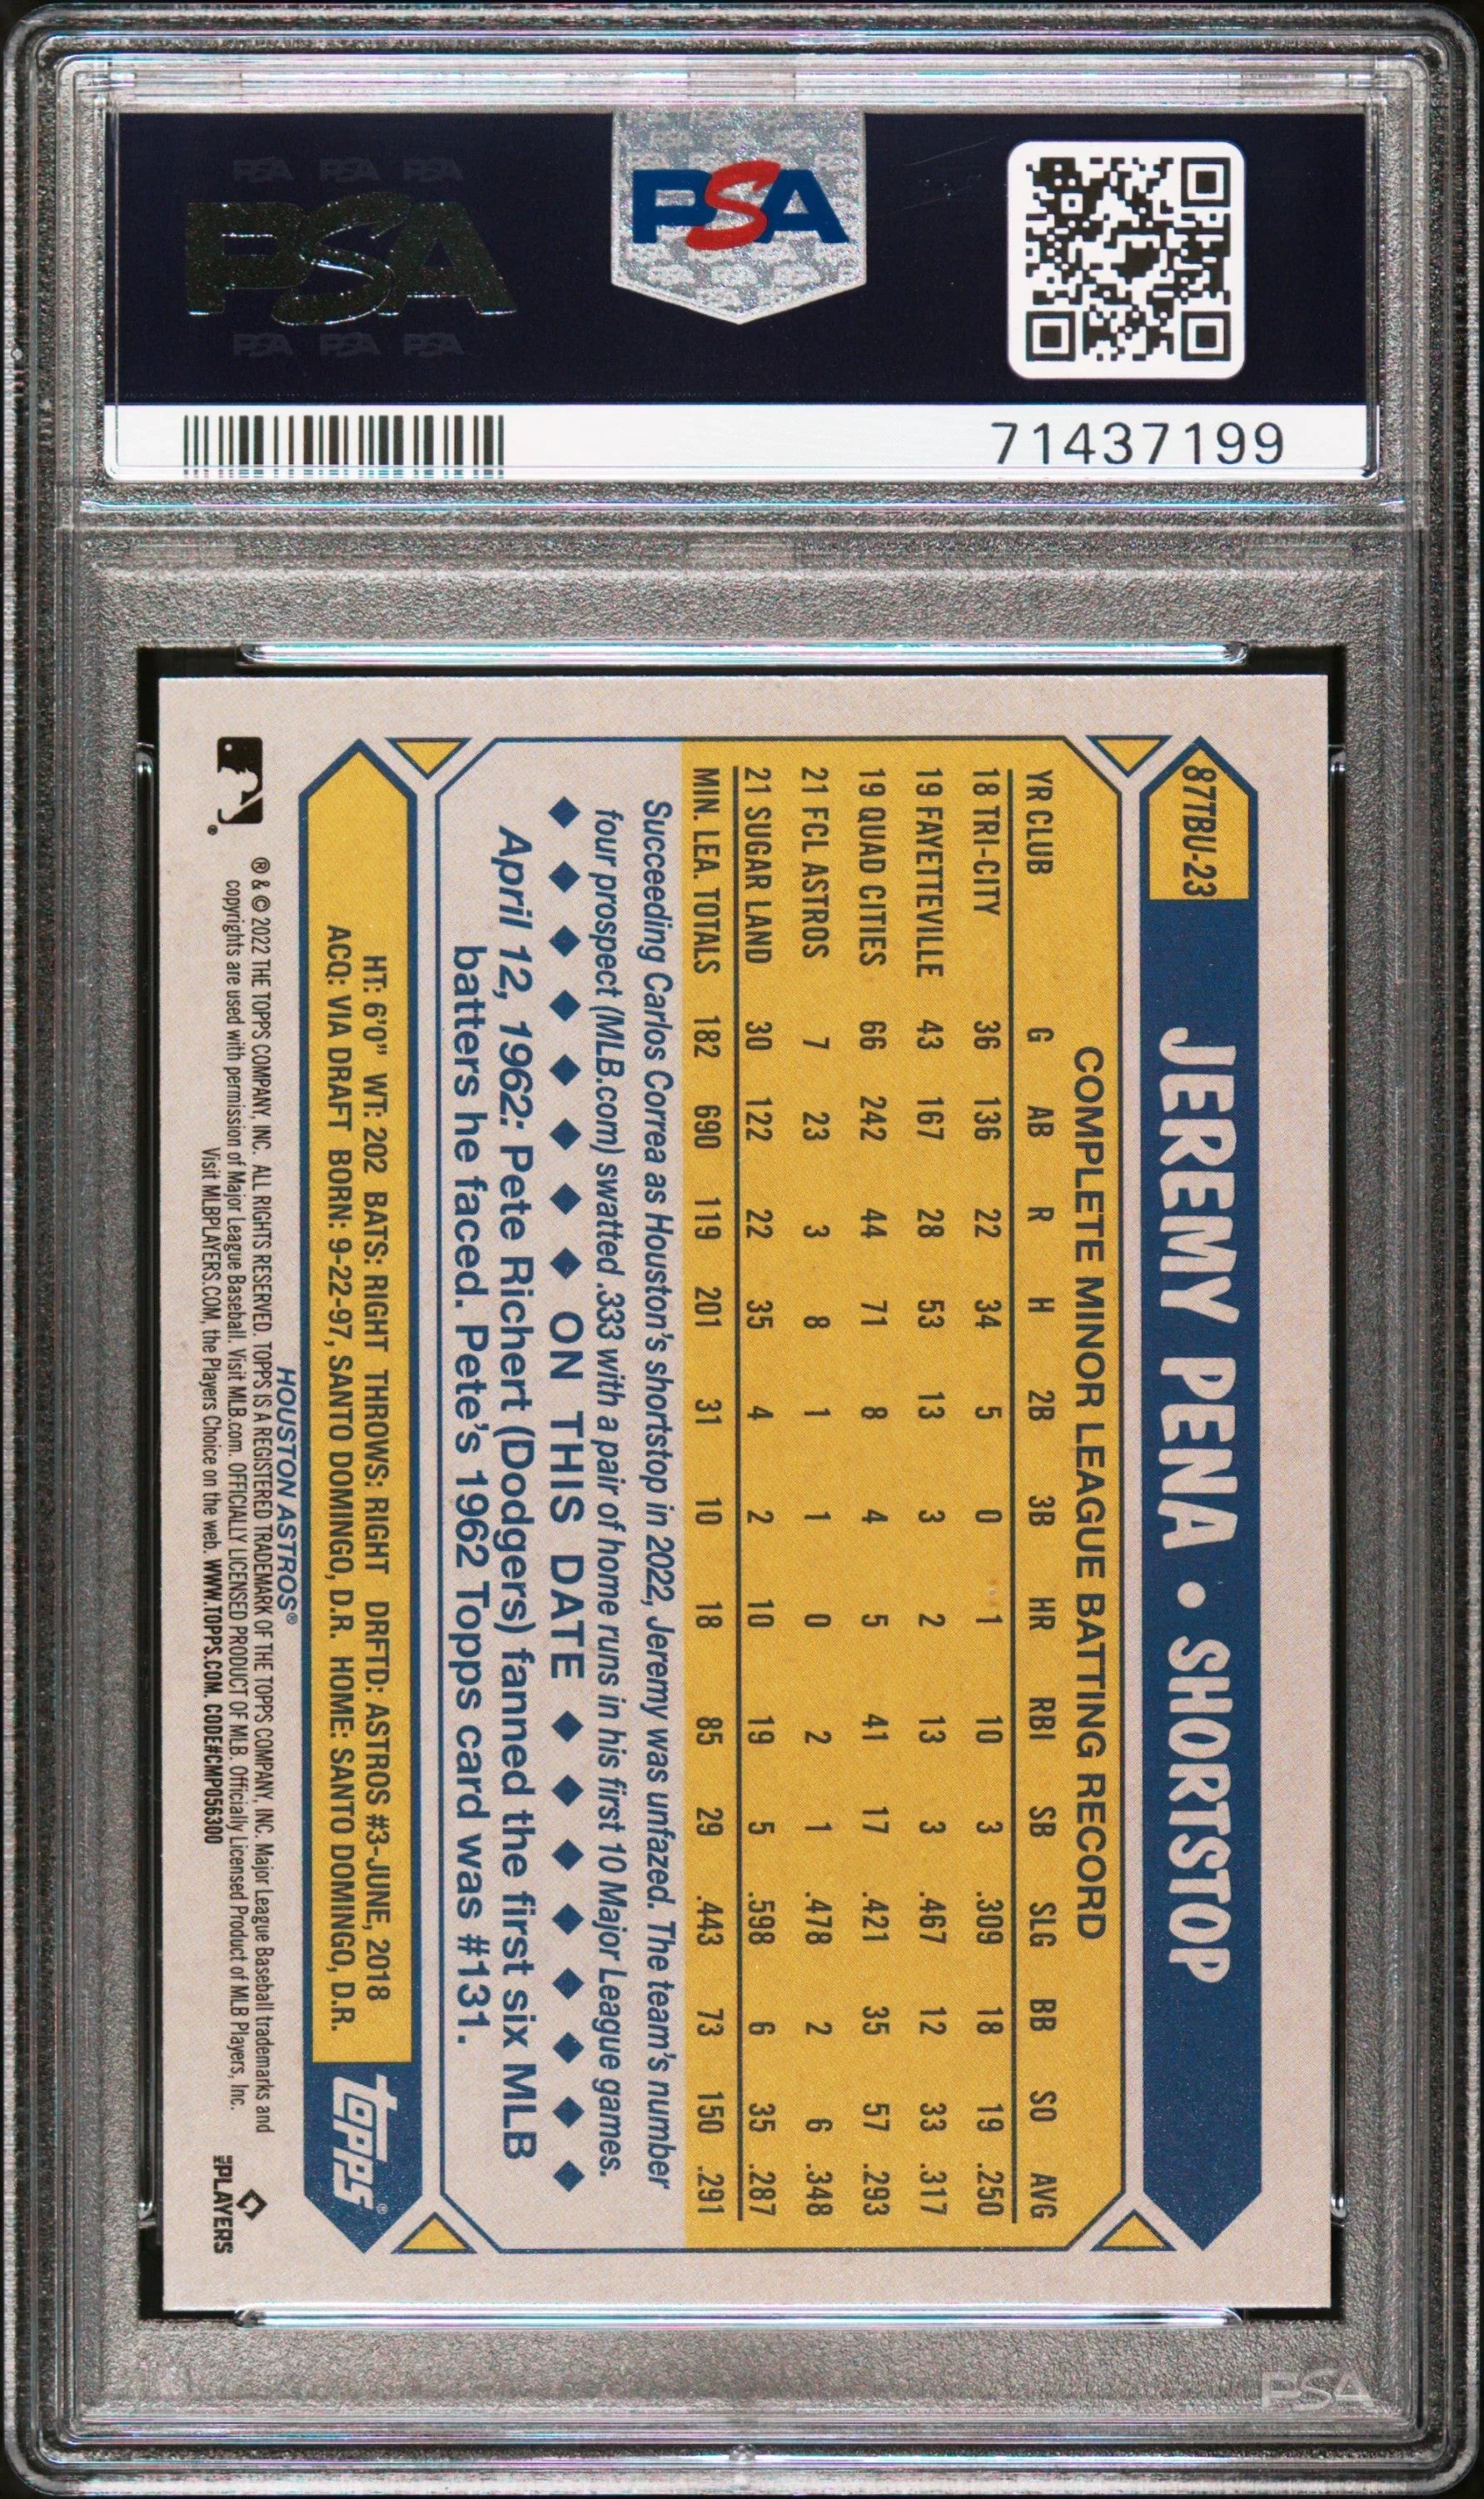 PSA PSA PSA
PSA
PSA PSA PSA
PSA
71437199
87TBU-23
JEREMY PENA • SHORTSTOP
COMPLETE MINOR LEAGUE BATTING RECORD
YR CLUB G AB R H 2B 3B HR RBI SB SLG BB SO AVG
18 TRI-CITY 36 136 22 34 5 0 1 10 3 .309 18 19 .250
19 FAYETTEVILLE 43 167 28 53 13 3 2 13 3 .467 12 33 .317
19 QUAD CITIES 66 242 44 71 8 4 5 41 17 .421 35 57 .293
21 FCL ASTROS 7 23 3 8 1 1 0 2 1 .478 2 6 .348
21 SUGAR LAND 30 122 22 35 4 2 10 19 5 .598 6 35 .287
MIN. LEA. TOTALS 182 690 119 201 31 10 18 85 29 .443 73 150 .291
Succeeding Carlos Correa as Houston's shortstop in 2022, Jeremy was unfazed. The team's number
four prospect (MLB.com) swatted .333 with a pair of home runs in his first 10 Major League games.
ON THIS DATE
April 12, 1962: Pete Richert (Dodgers) fanned the first six MLB
batters he faced. Pete's 1962 Topps card was #131.
HT: 6'0" WT: 202 BATS: RIGHT THROWS: RIGHT DRFTD: ASTROS #3-JUNE, 2018
ACQ: VIA DRAFT BORN: 9-22-97, SANTO DOMINGO, D.R. HOME: SANTO DOMINGO, D.R.
topps®
HOUSTON ASTROS®
® & © 2022 THE TOPPS COMPANY, INC. ALL RIGHTS RESERVED. TOPPS IS A REGISTERED TRADEMARK OF THE TOPPS COMPANY, INC. Major League Baseball trademarks and
copyrights are used with permission of Major League Baseball. Visit MLB.com. OFFICIALLY LICENSED PRODUCT OF MLB. Officially Licensed Product of MLB Players, Inc.
Visit MLBPLAYERS.COM, the Players Choice on the web. WWW.TOPPS.COM. CODE#CMP056300
MLB PLAYERS
PSA